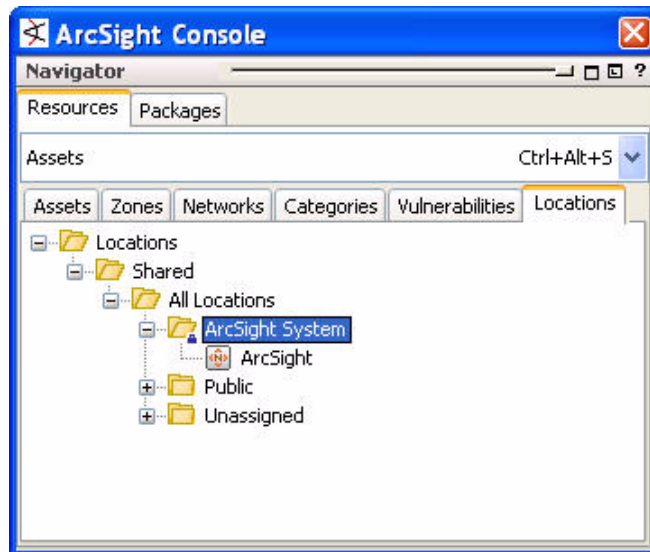 ArcSight Console
Navigator ?
Resources Packages
Assets Ctrl+Alt+S
Assets Zones Networks Categories Vulnerabilities Locations
Locations
Shared
All Locations
ArcSight System
ArcSight
Public
Unassigned